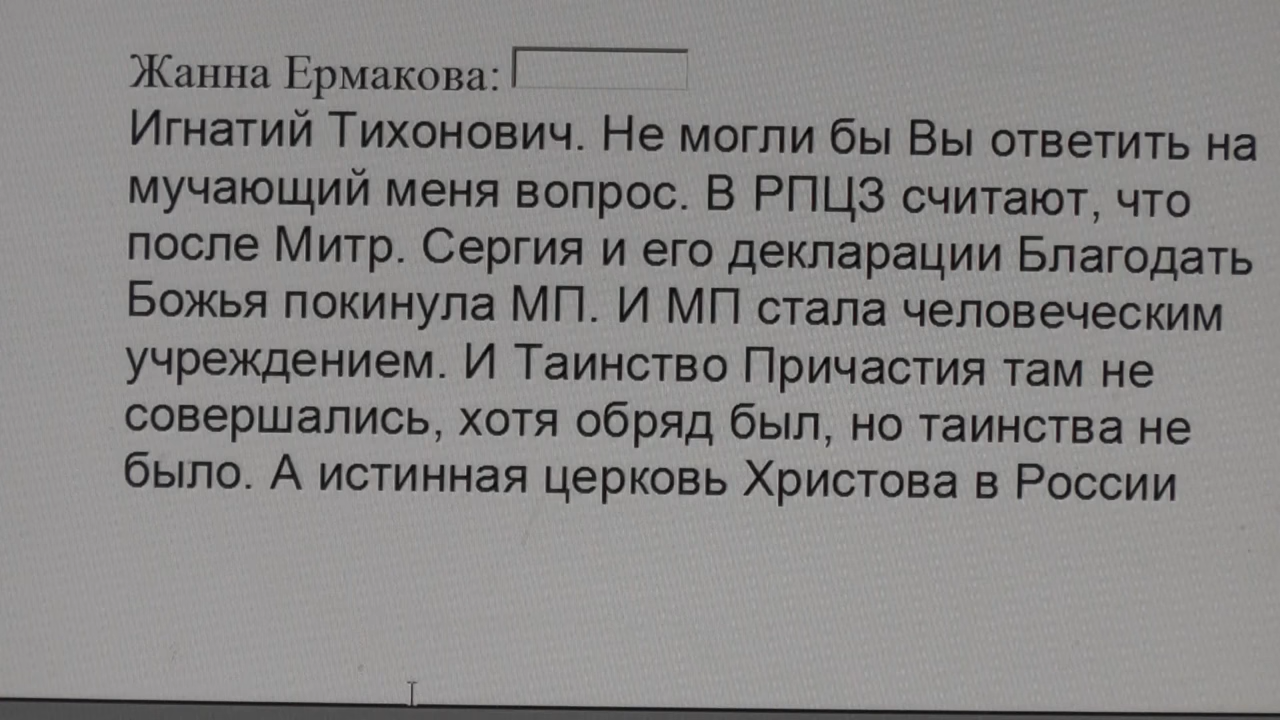 Жанна Ермакова:
Игнатий Тихонович. Не могли бы Вы ответить на
мучающий меня вопрос. В РПЦЗ считают, что
после Митр. Сергия и его декларации Благодать
Божья покинула МП. И МП стала человеческим
учреждением. И Таинство Причастия там не
совершались, хотя обряд был, но таинства не
было. А истинная церковь Христова в России